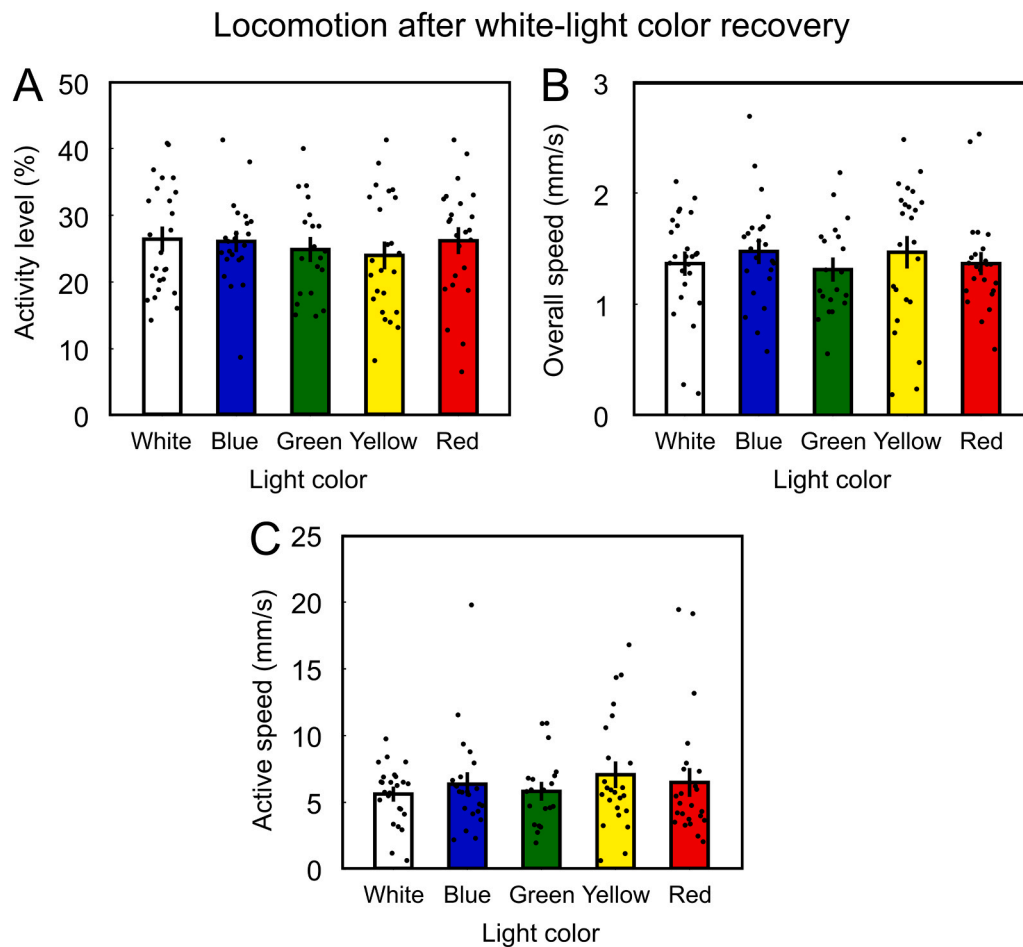 Locomotion after white-light color recovery
A
Activity level (%)
50
40
30
20
10
0
White Blue Green Yellow Red
Light color
B
Overall speed (mm/s)
3
2
1
0
White Blue Green Yellow Red
Light color
C
Active speed (mm/s)
25
20
15
10
5
0
White Blue Green Yellow Red
Light color